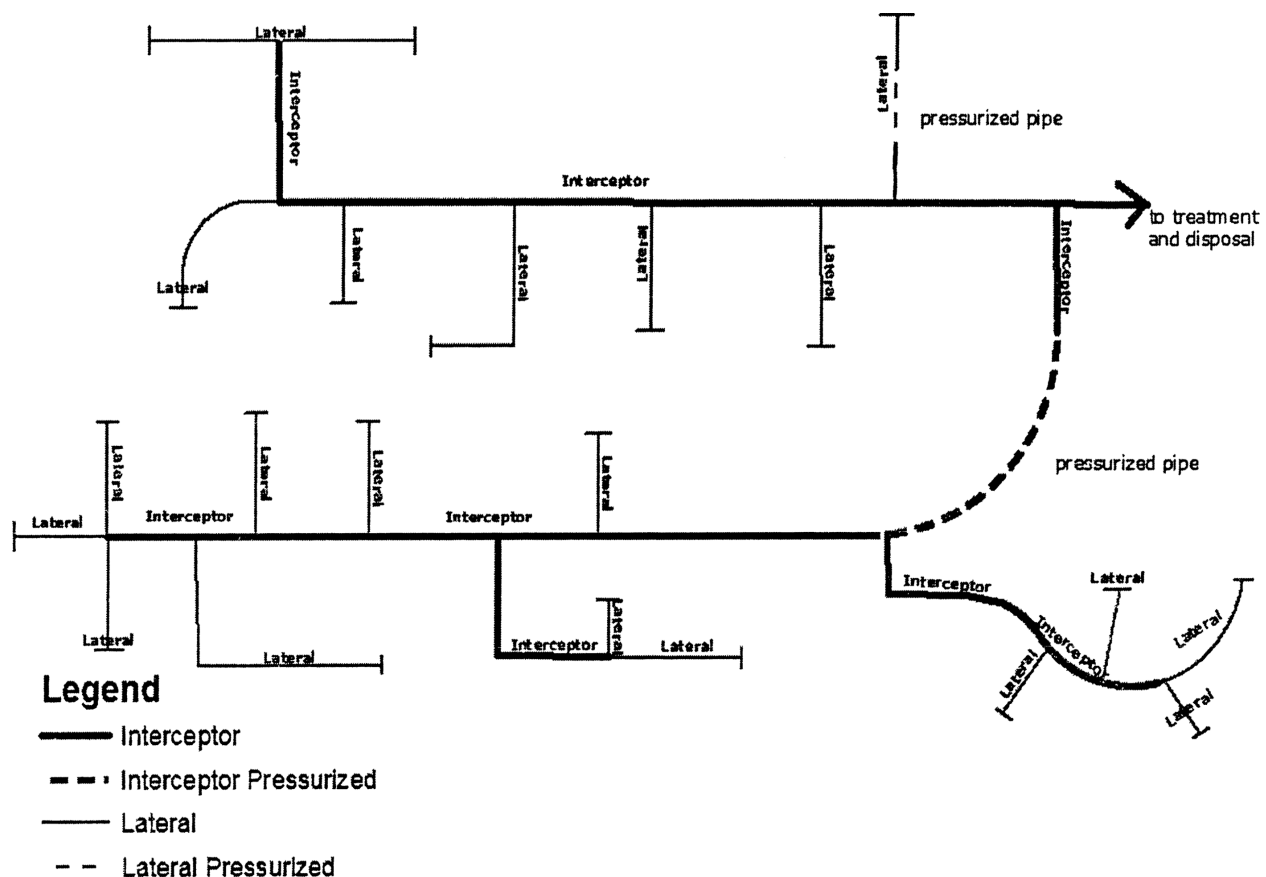 Lateral
Interceptor
Lateral
pressurized pipe
Interceptor
to treatment
and disposal
Lateral
Lateral
Lateral
Lateral
Lateral
Interceptor
Lateral
Lateral
Lateral
Lateral
pressurized pipe
Lateral
Interceptor
Interceptor
Lateral
Lateral
Interceptor
Lateral
Lateral
Interceptor
Lateral
Interceptor
Lateral
Lateral
Lateral
Legend
Interceptor
Interceptor Pressurized
Lateral
Lateral Pressurized